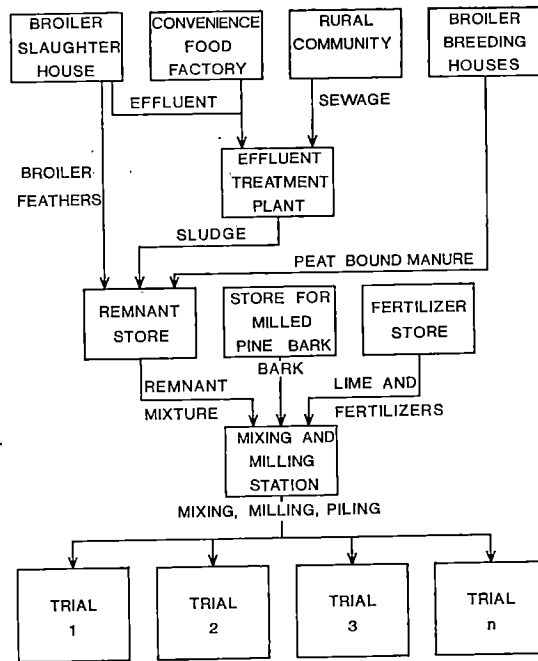 BROILER
SLAUGHTER
HOUSE
CONVENIENCE
FOOD
FACTORY
RURAL
COMMUNITY
BROILER
BREEDING
HOUSES
EFFLUENT
SEWAGE
BROILER
FEATHERS
EFFLUENT
TREATMENT
PLANT
SLUDGE
PEAT BOUND MANURE
REMNANT
STORE
STORE FOR
MILLED
PINE BARK
FERTILIZER
STORE
REMNANT
MIXTURE
BARK
LIME AND
FERTILIZERS
MIXING AND
MILLING
STATION
MIXING, MILLING, PILING
TRIAL
1
TRIAL
2
TRIAL
3
TRIAL
n